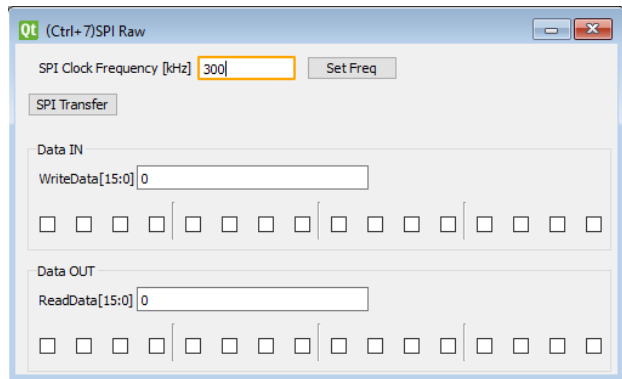 Qt (Ctrl+7)SPI Raw
SPI Clock Frequency [kHz] 300 Set Freq
SPI Transfer
Data IN
WriteData[15:0] 0
Data OUT
ReadData[15:0] 0